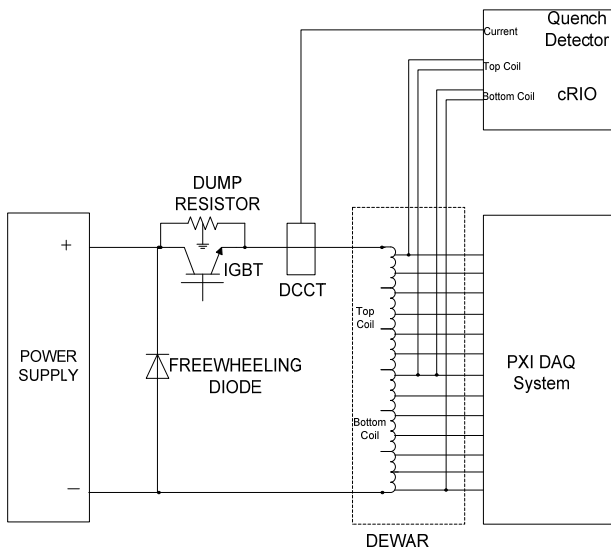 Quench
Detector
Current
Top Coil
cRIO
Bottom Coil
DUMP
RESISTOR
+
IGBT
DCCT
Top
Coil
POWER
SUPPLY
FREEWHEELING
DIODE
PXI DAQ
System
Bottom
Coil
–
DEWAR